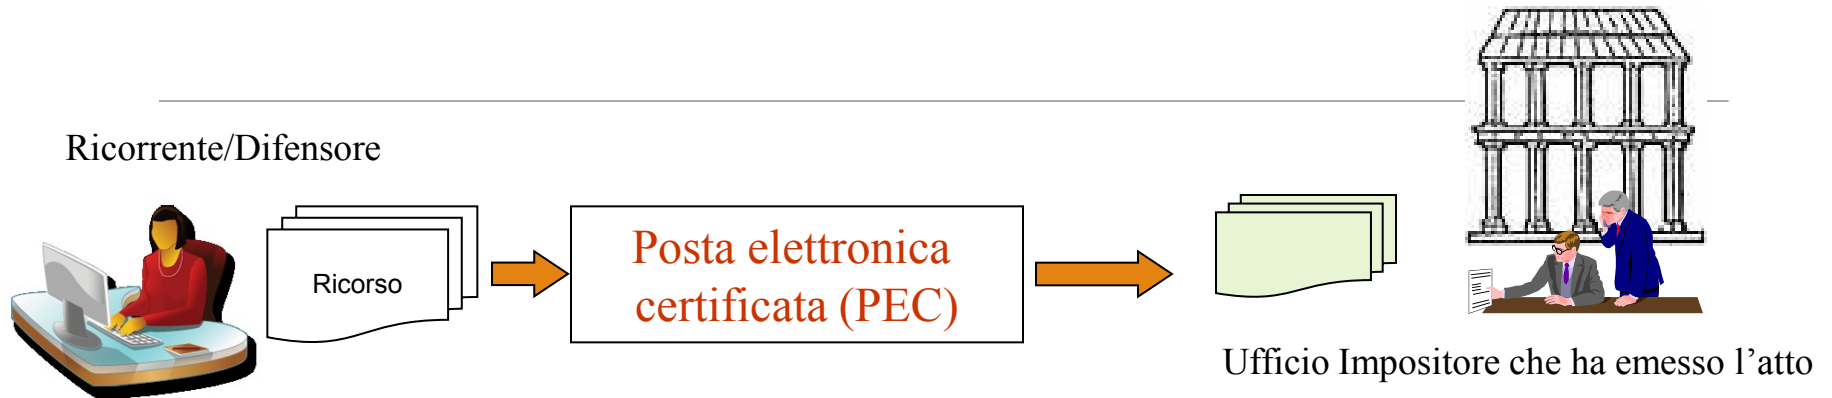 Ricorrente/Difensore
Ricorso
Posta elettronica
certificata (PEC)
Ufficio Impositore che ha emesso l’atto